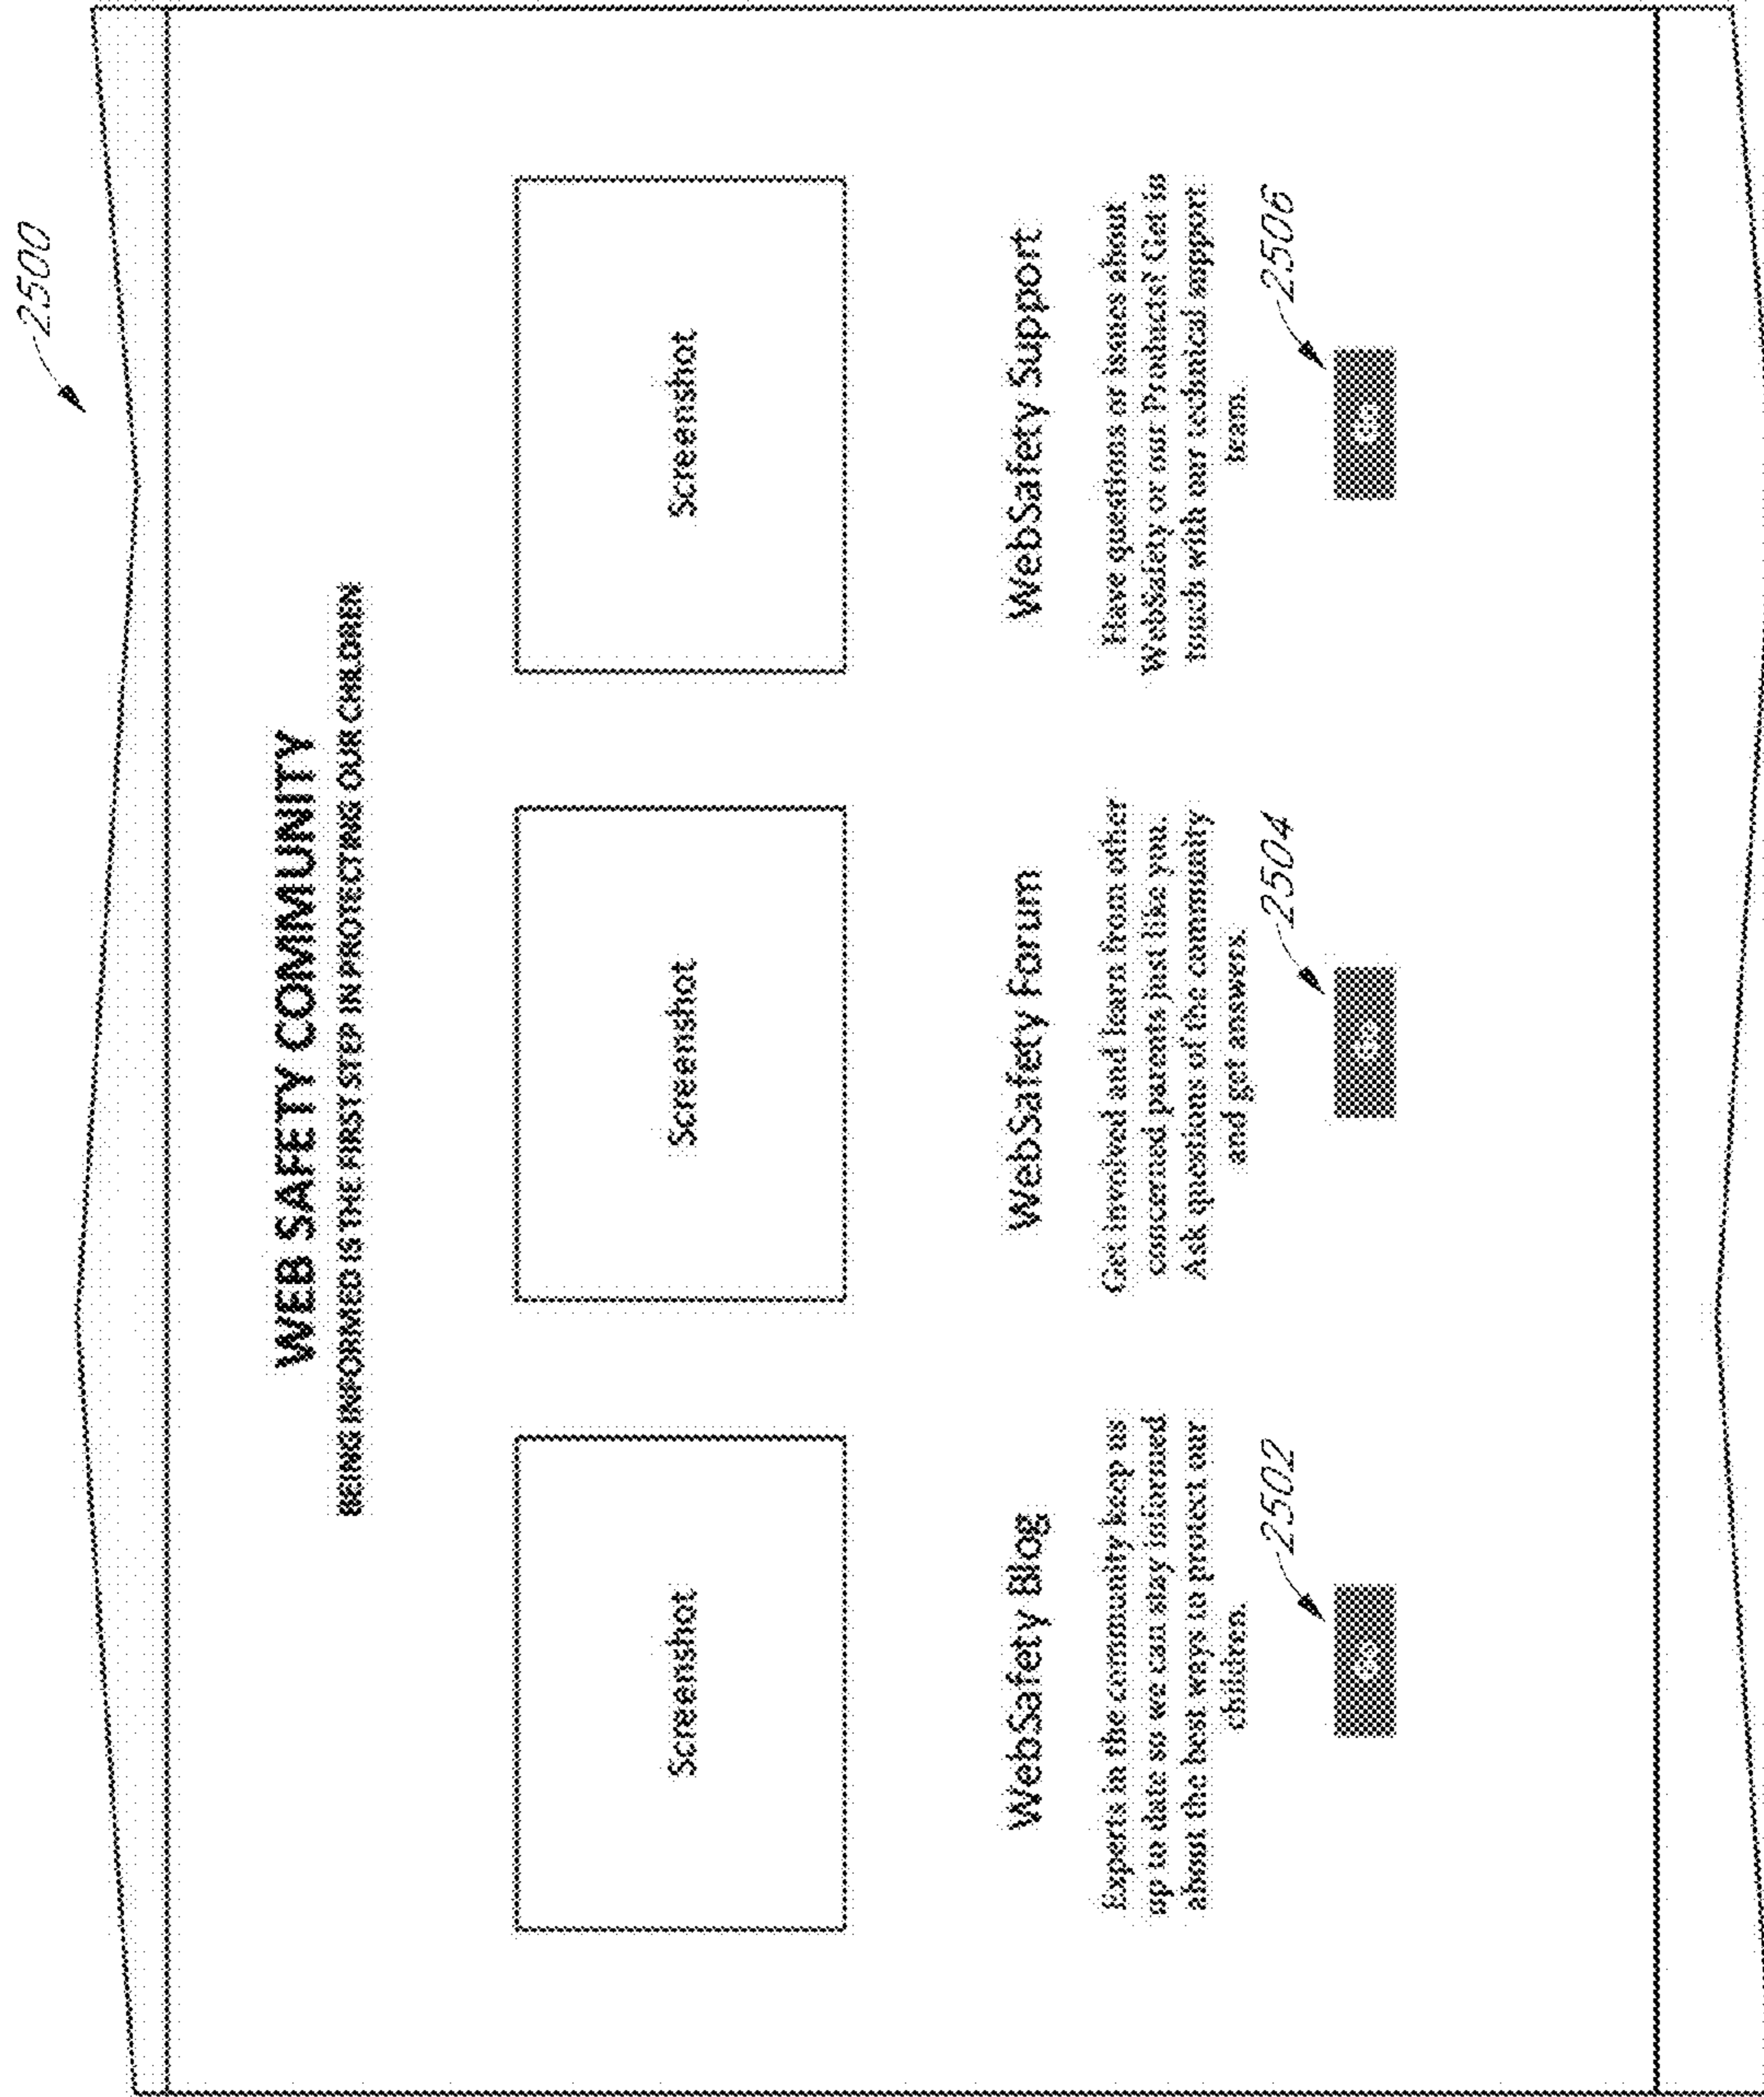 2500
WEB SAFETY COMMUNITY
BEING INFORMED IS THE FIRST STEP IN PROTECTING OUR CHILDREN
Screenshot
Screenshot
Screenshot
WebSafety Blog
Experts in the community keep us
up to date so we can stay informed
about the best ways to protect our
children.
2502
WebSafety Forum
Get involved and learn from other
concerned parents just like you.
Ask questions of the community
and get answers.
2504
WebSafety Support
Have questions or issues about
WebSafety or our Products? Get in
touch with our technical support
team.
2506